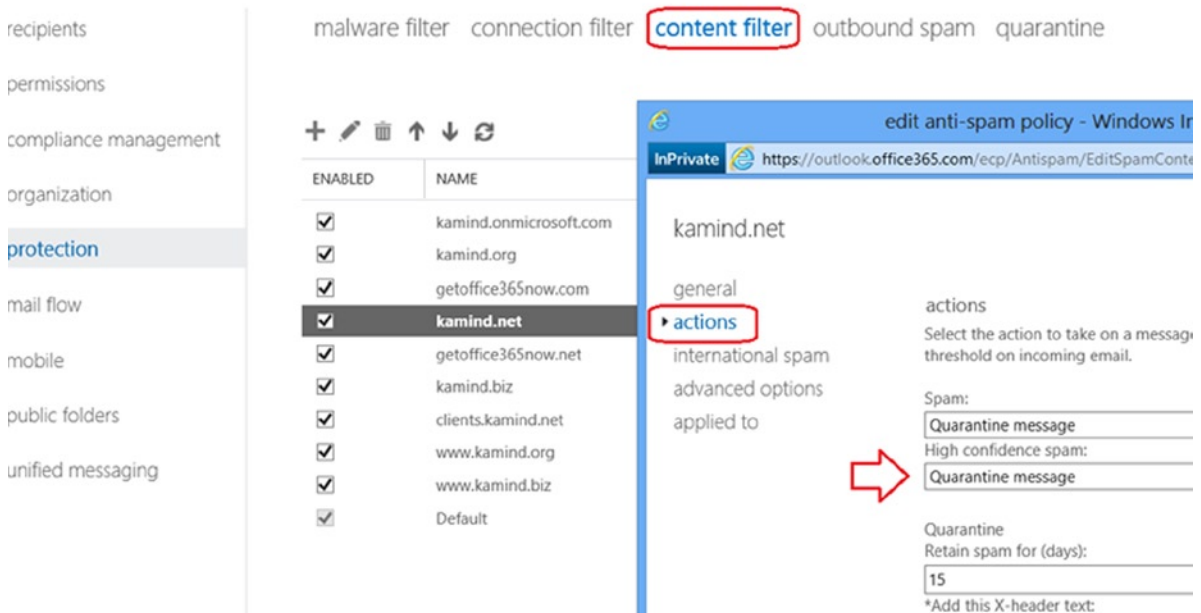 recipients
permissions
compliance management
organization
protection
mail flow
mobile
public folders
unified messaging
malware filter connection filter content filter outbound spam quarantine
ENABLED NAME
kamind.onmicrosoft.com
kamind.org
getoffice365now.com
kamind.net
getoffice365now.net
kamind.biz
clients.kamind.net
www.kamind.org
www.kamind.biz
Default
edit anti-spam policy - Windows In
InPrivate https://outlook.office365.com/ecp/Antispam/EditSpamConte
kamind.net
general
actions
international spam
advanced options
applied to
actions
Select the action to take on a message
threshold on incoming email.
Spam:
Quarantine message
High confidence spam:
Quarantine message
Quarantine
Retain spam for (days):
15
*Add this X-header text: